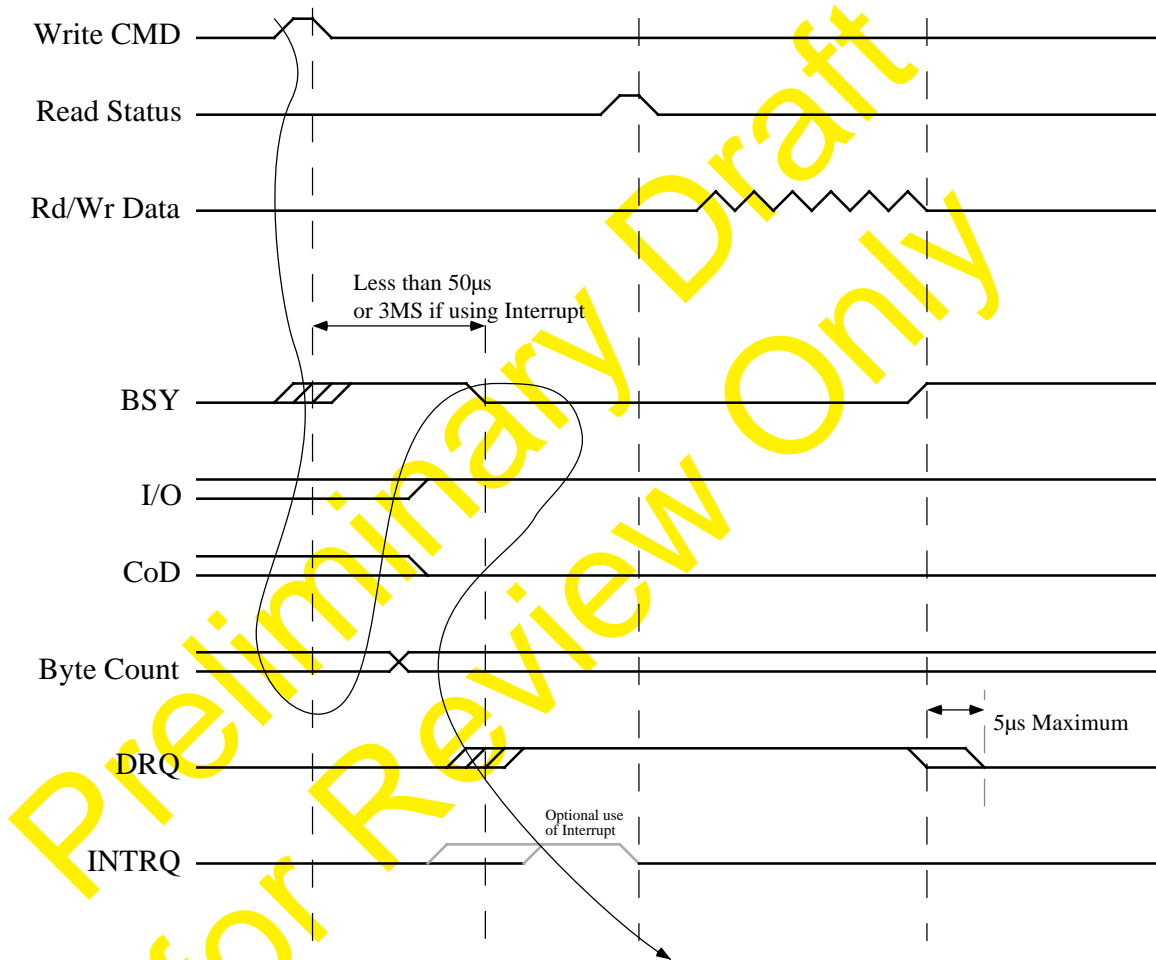 Write CMD
Read Status
Rd/Wr Data
Less than 50μs
or 3MS if using Interrupt
BSY
I/O
CoD
Byte Count
5μs Maximum
DRQ
Optional use
of Interrupt
INTRQ
Preliminary Draft
for Review Only